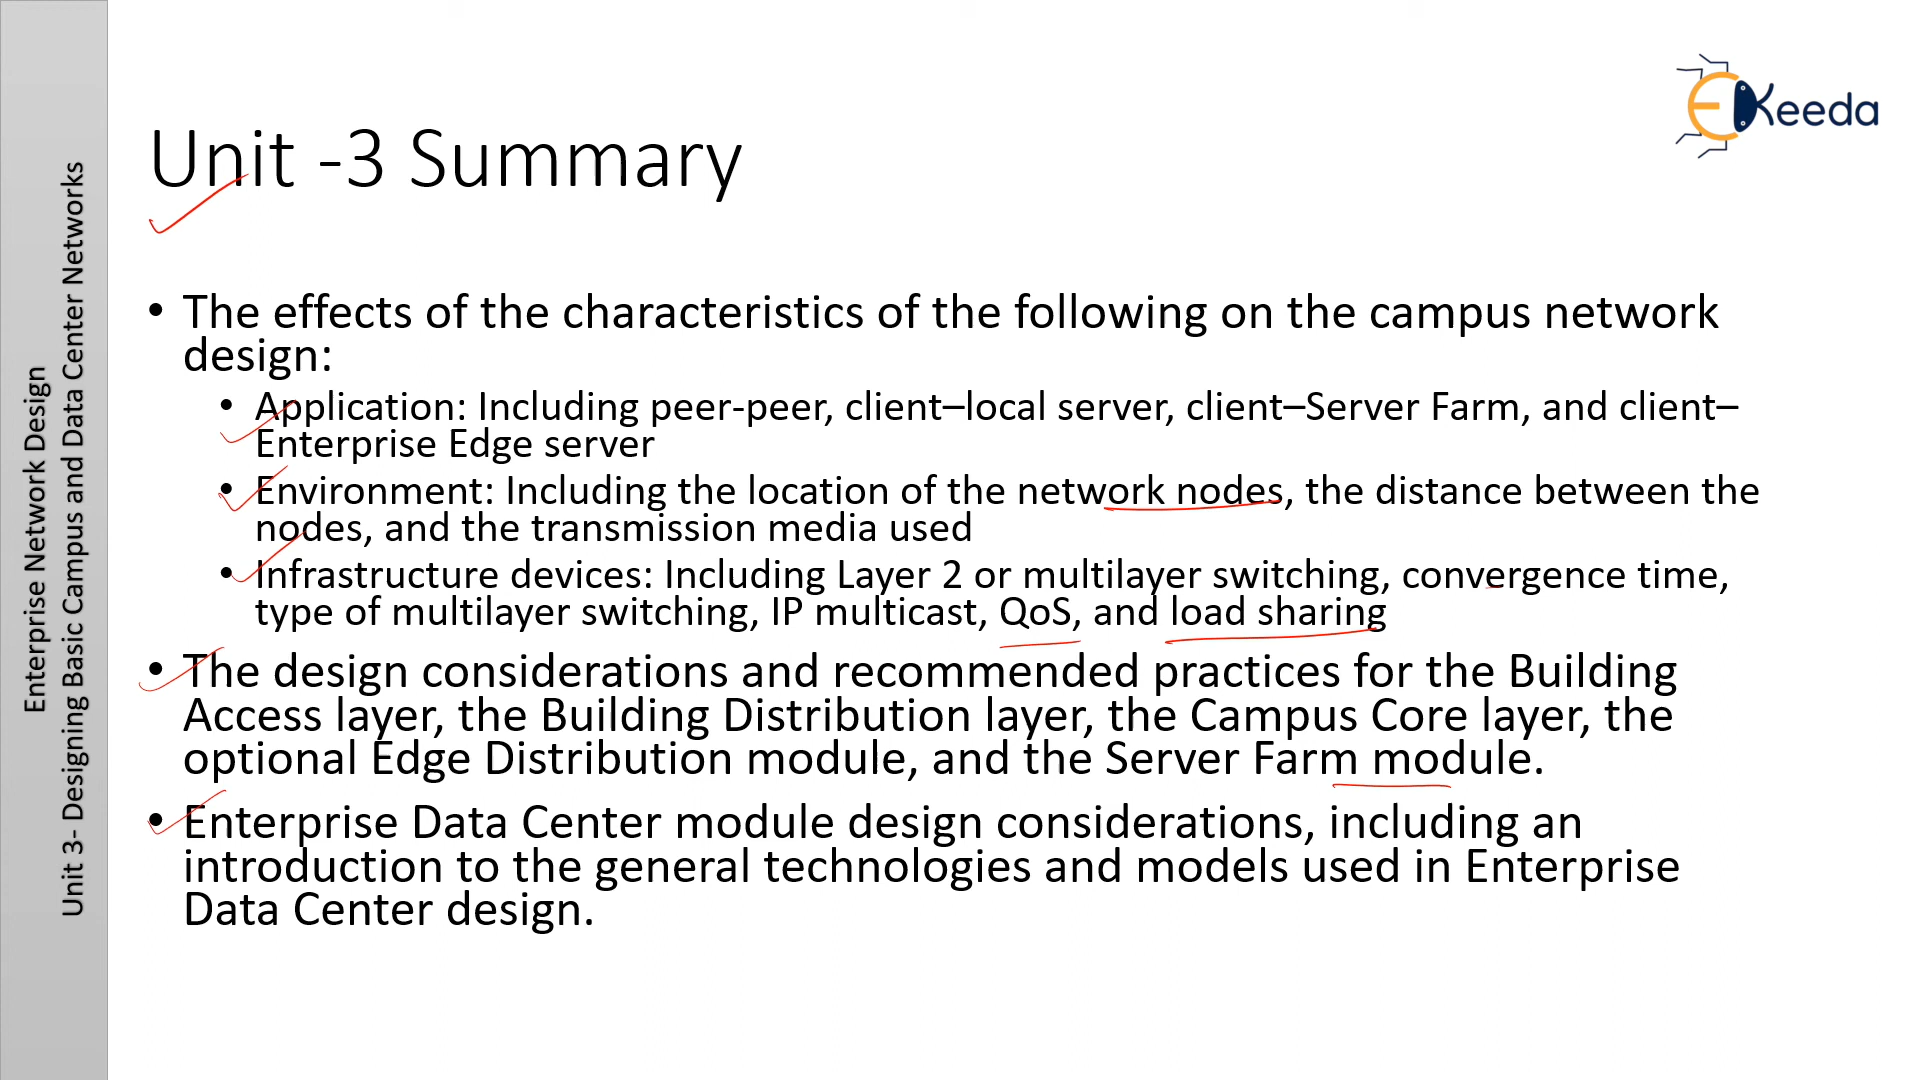 Enterprise Network Design
Unit 3- Designing Basic Campus and Data Center Networks
EKeeda
Unit -3 Summary
• The effects of the characteristics of the following on the campus network
design:
• Application: Including peer-peer, client–local server, client–Server Farm, and client–
Enterprise Edge server
• Environment: Including the location of the network nodes, the distance between the
nodes, and the transmission media used
• Infrastructure devices: Including Layer 2 or multilayer switching, convergence time,
type of multilayer switching, IP multicast, QoS, and load sharing
• The design considerations and recommended practices for the Building
Access layer, the Building Distribution layer, the Campus Core layer, the
optional Edge Distribution module, and the Server Farm module.
• Enterprise Data Center module design considerations, including an
introduction to the general technologies and models used in Enterprise
Data Center design.